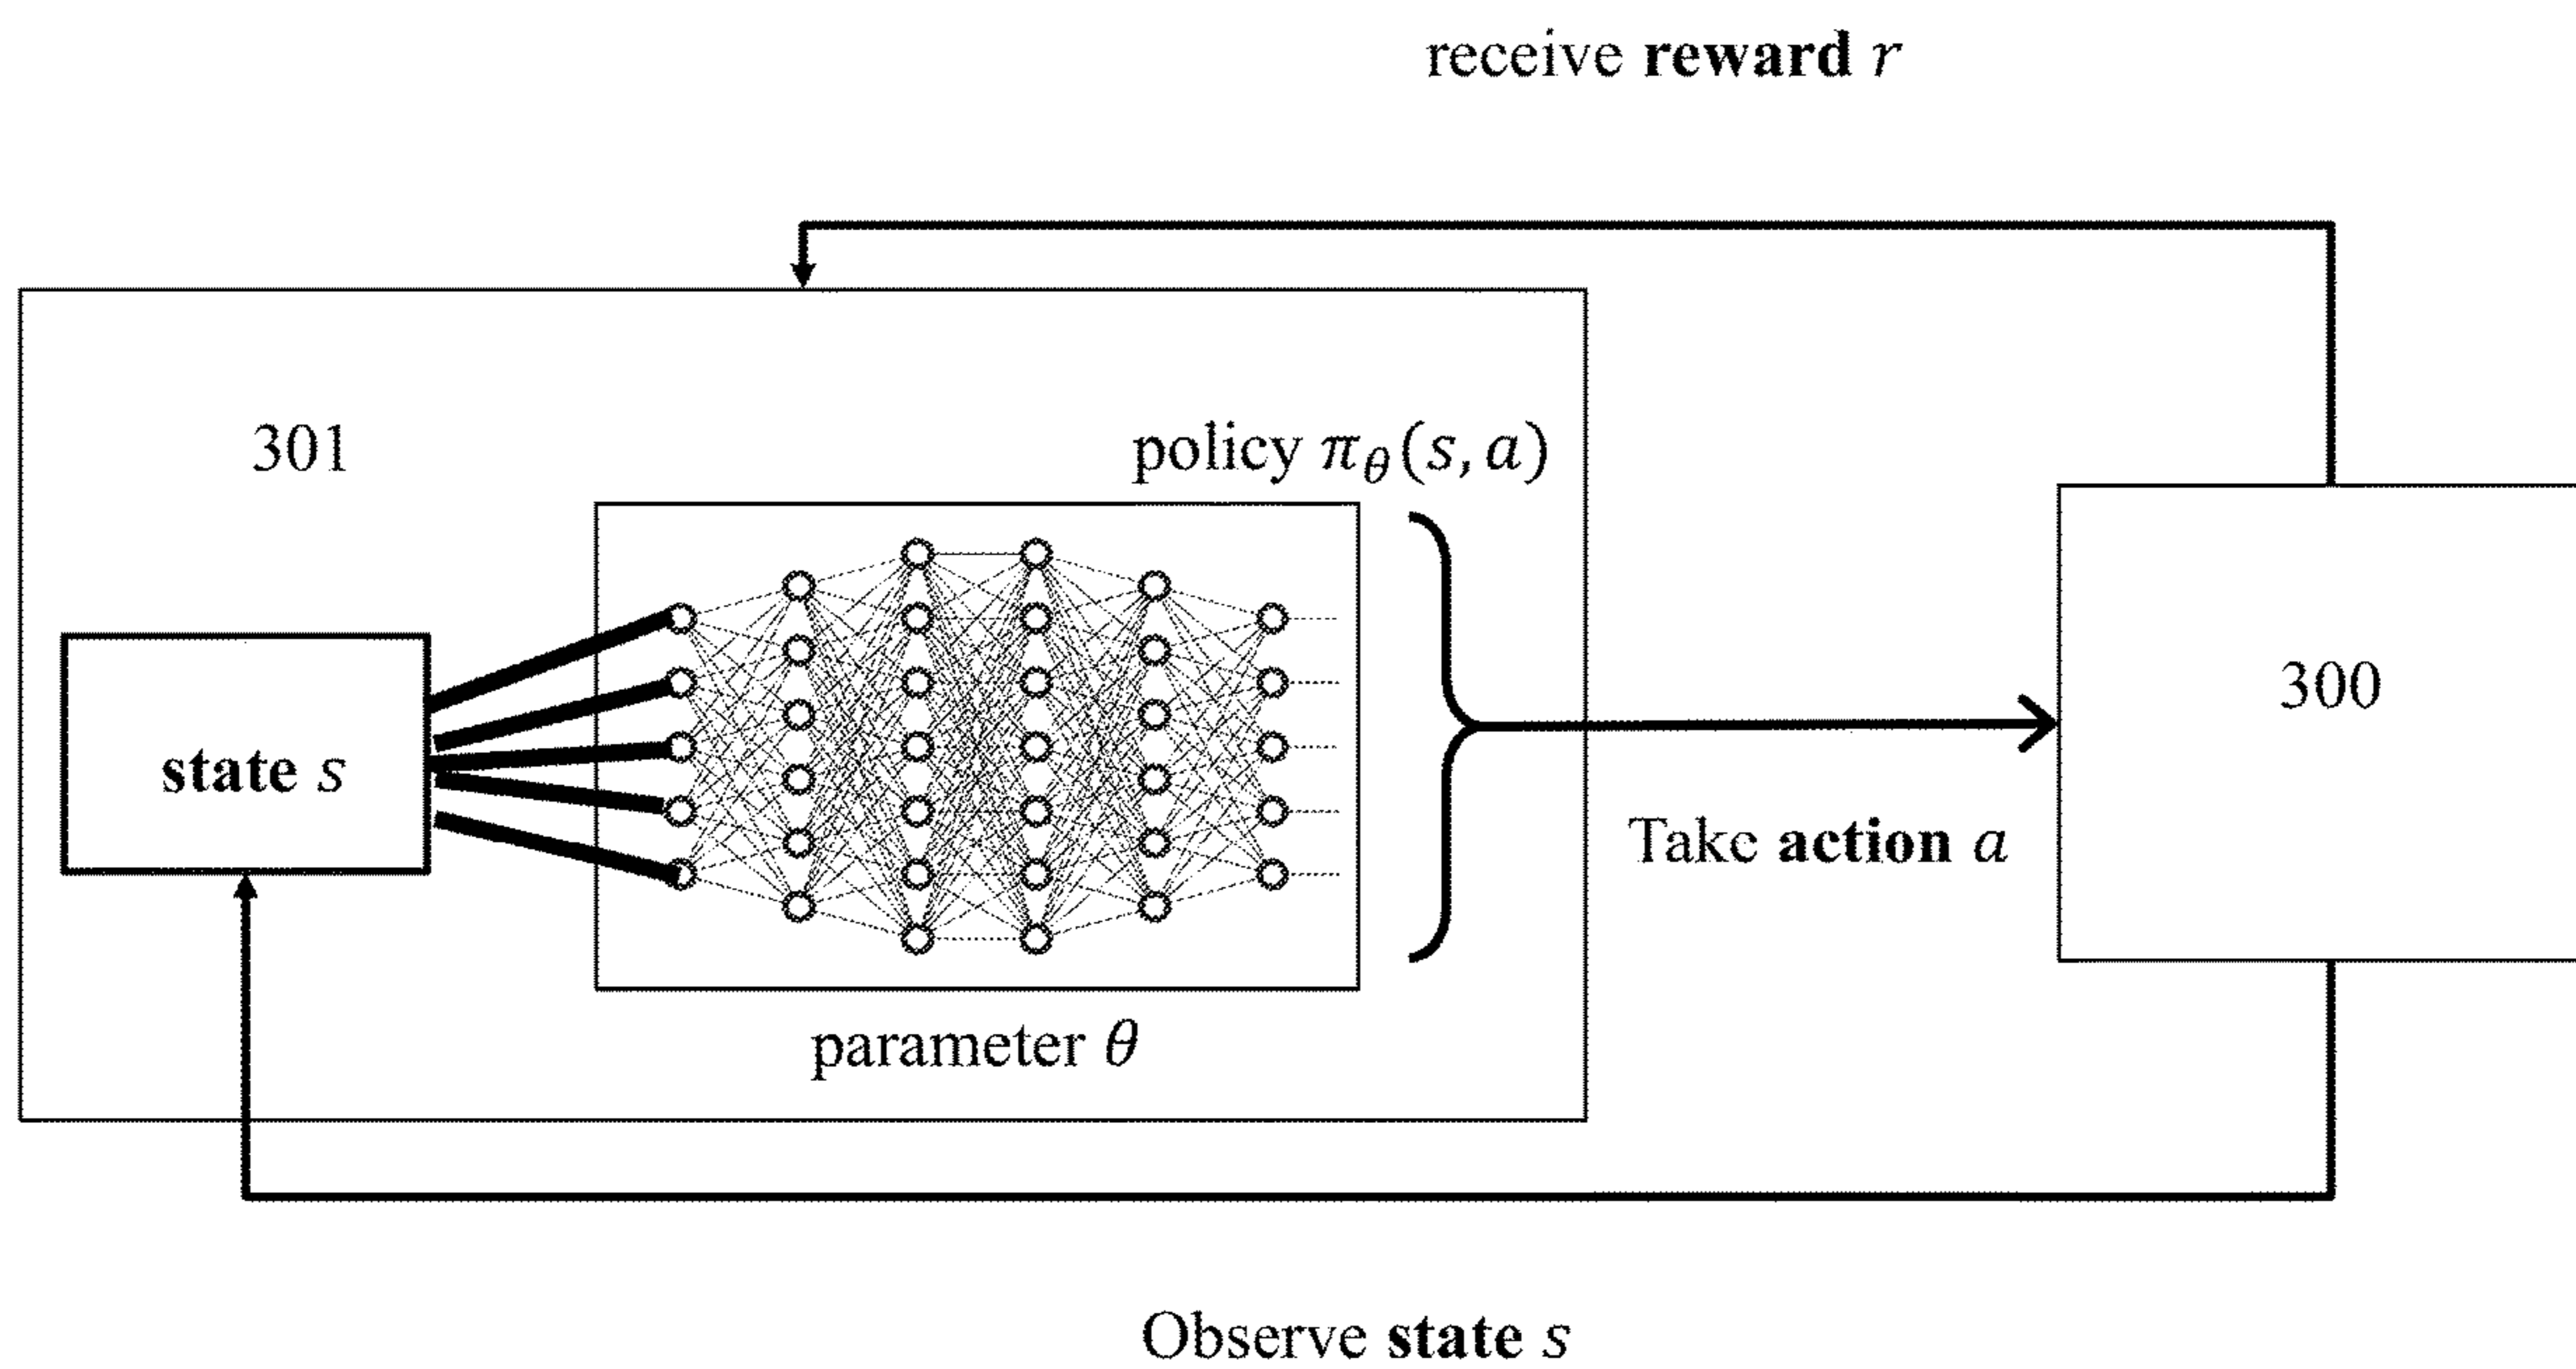 receive reward r
301
policy π_θ(s, a)
300
state s
Take action a
parameter θ
Observe state s